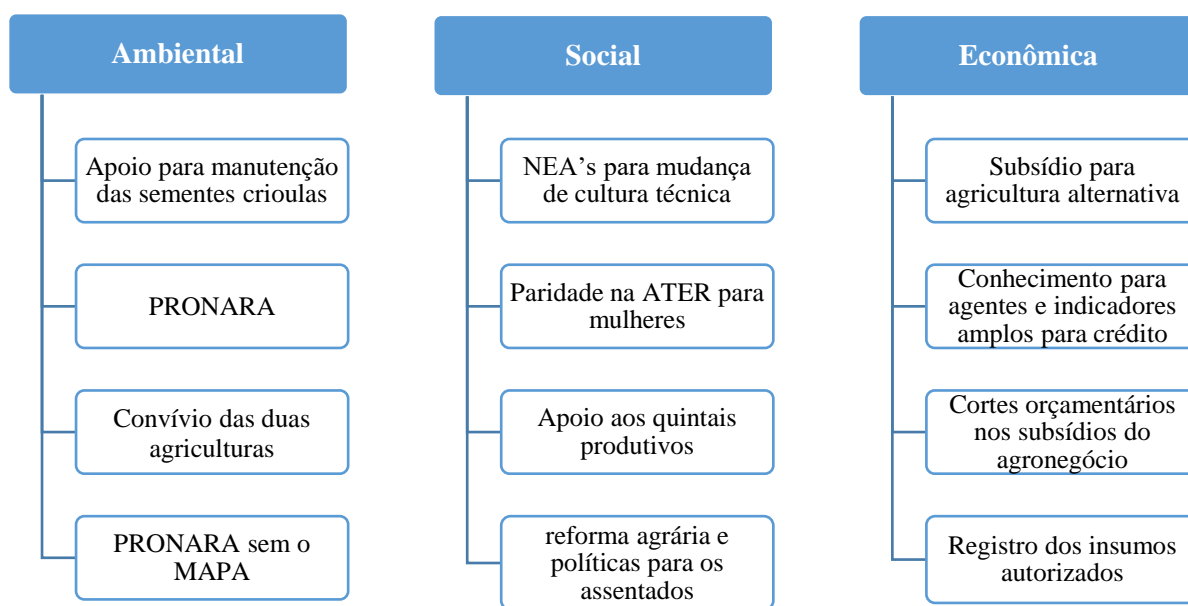 Ambiental
Apoio para manutenção
das sementes crioulas
PRONARA
Convívio das duas
agriculturas
PRONARA sem o
MAPA
Social
NEA’s para mudança
de cultura técnica
Paridade na ATER para
mulheres
Apoio aos quintais
produtivos
reforma agrária e
políticas para os
assentados
Econômica
Subsídio para
agricultura alternativa
Conhecimento para
agentes e indicadores
amplos para crédito
Cortes orçamentários
nos subsídios do
agronegócio
Registro dos insumos
autorizados